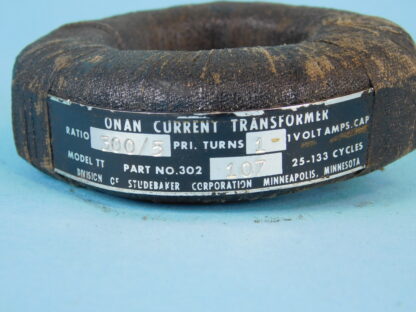 ONAN CURRENT TRANSFORMER
RATIO 300/5 PRI. TURNS 1- 1 VOLT AMPS. CAP
MODEL TT PART NO. 302 107 25-133 CYCLES
DIVISION OF STUDEBAKER CORPORATION MINNEAPOLIS, MINNESOTA